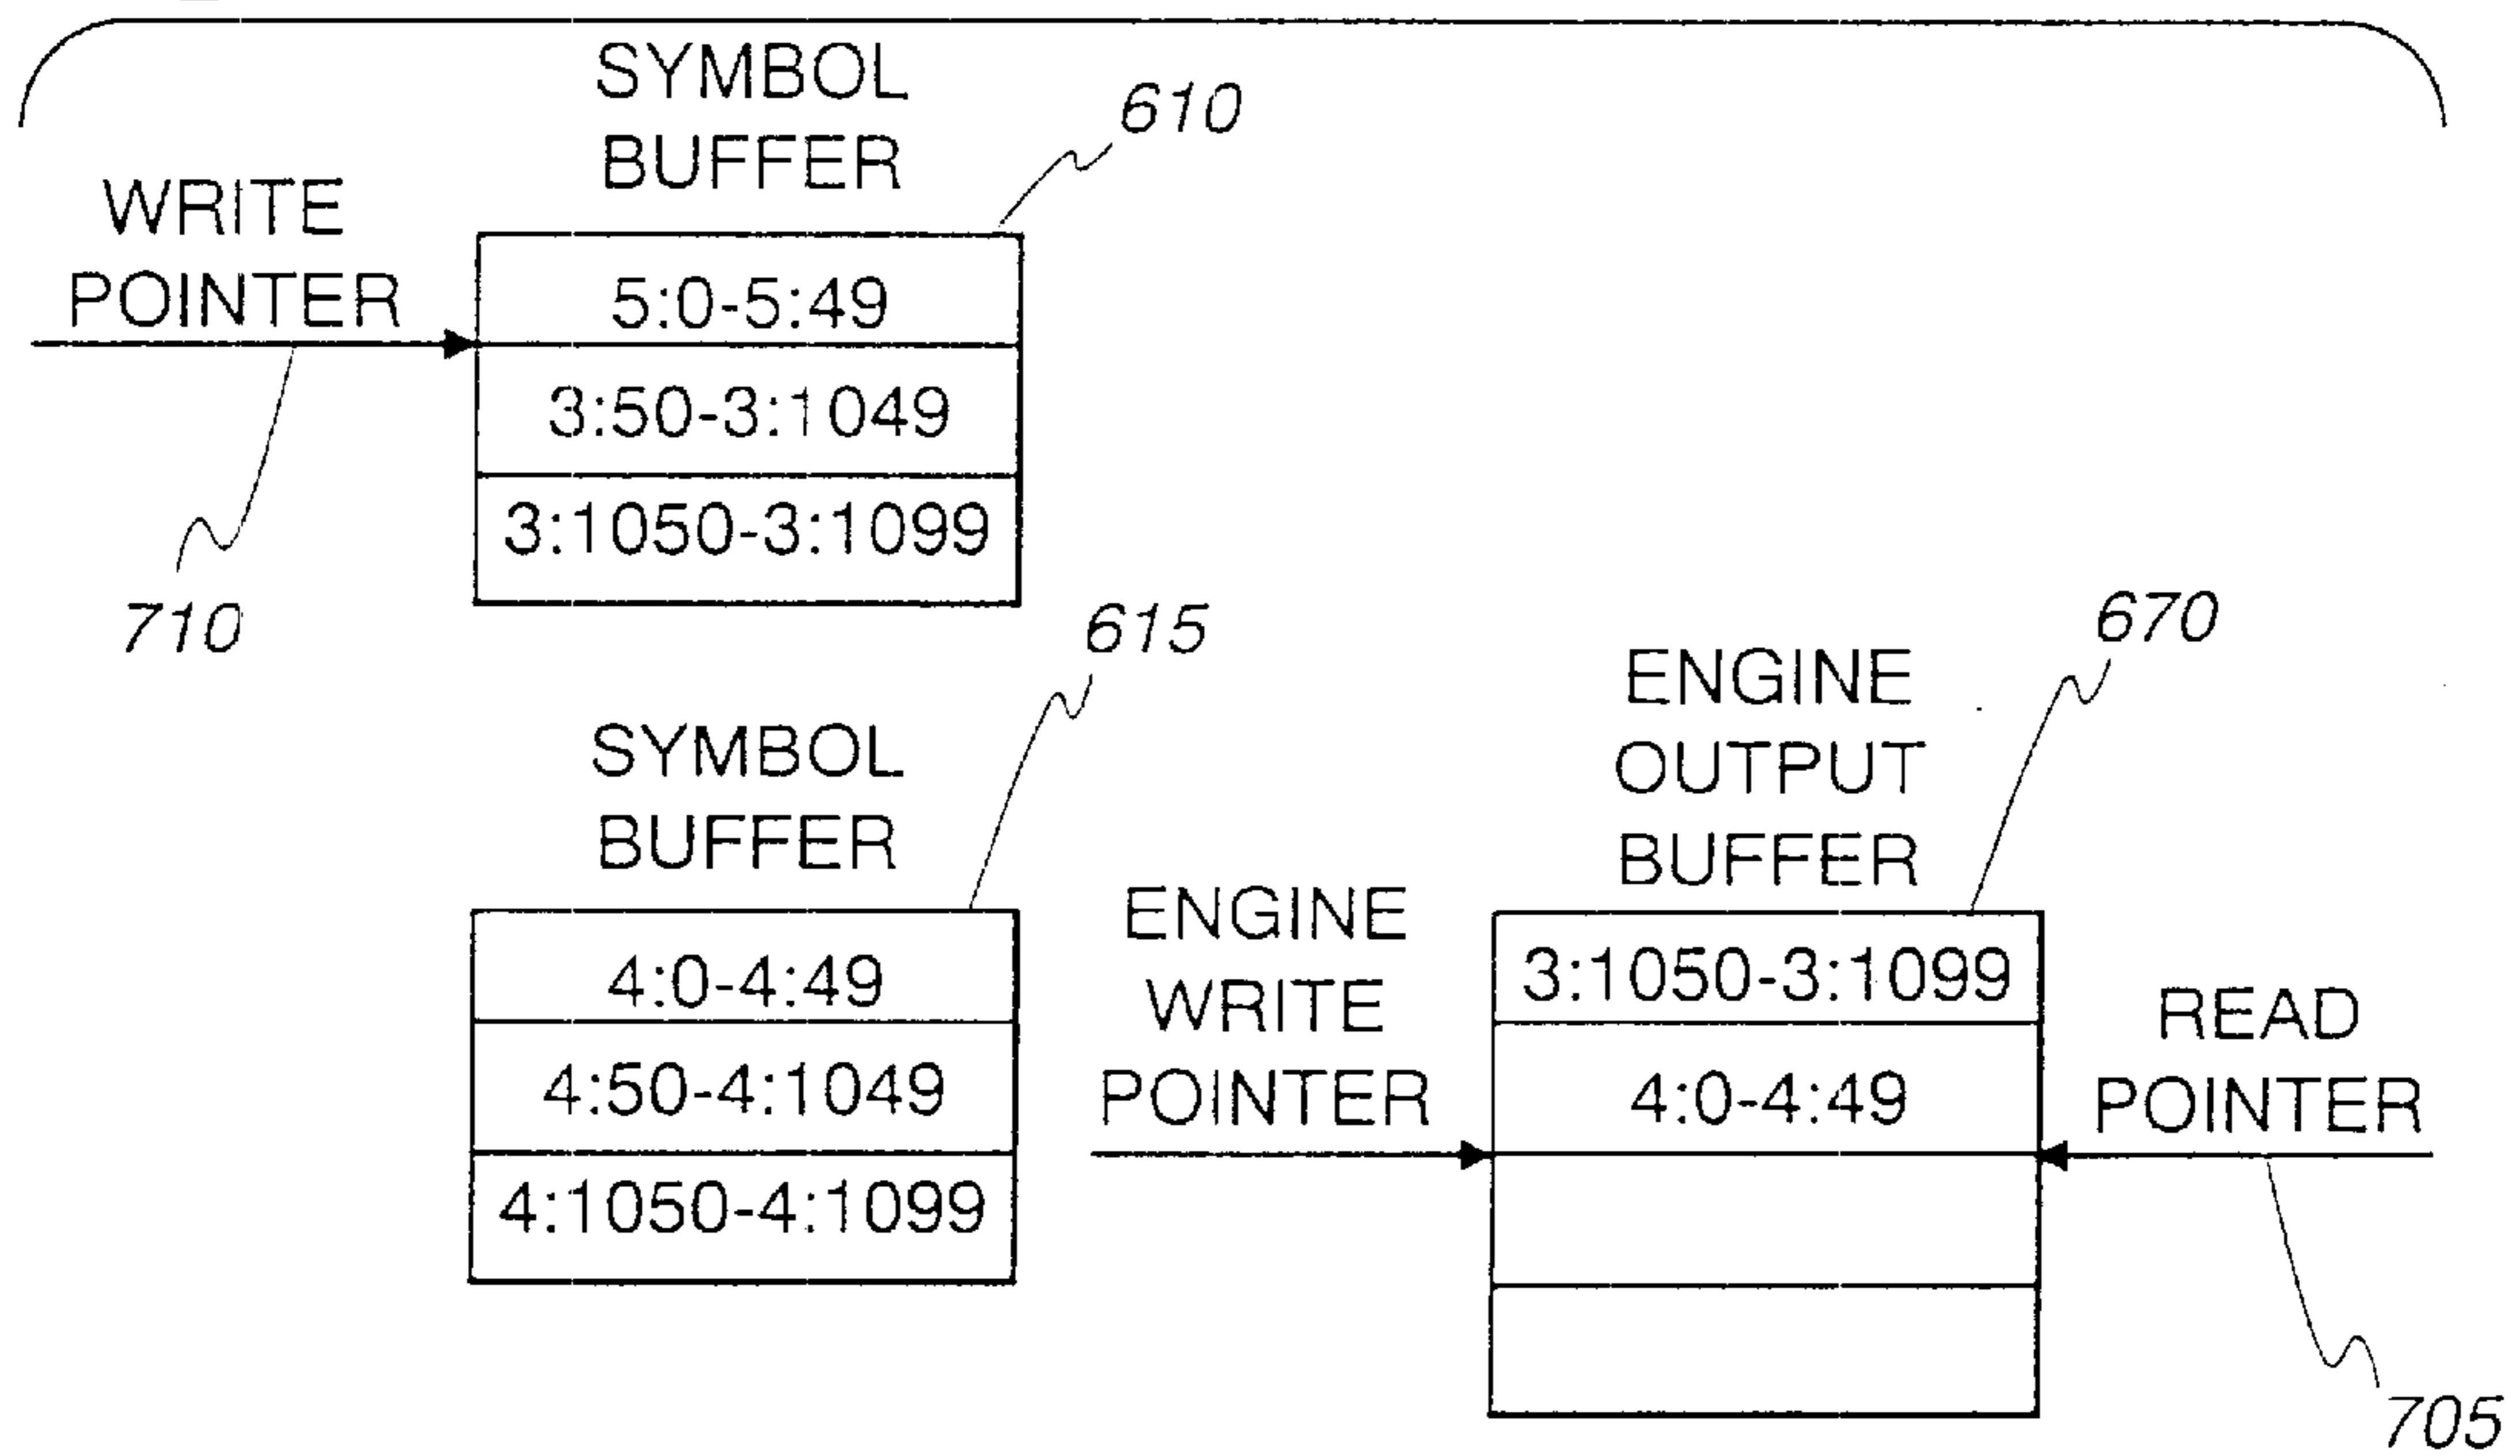 SYMBOL
BUFFER
610
WRITE
POINTER
5:0-5:49
3:50-3:1049
3:1050-3:1099
710
615
670
SYMBOL
BUFFER
ENGINE
OUTPUT
BUFFER
4:0-4:49
4:50-4:1049
4:1050-4:1099
ENGINE
WRITE
POINTER
3:1050-3:1099
4:0-4:49
READ
POINTER
705